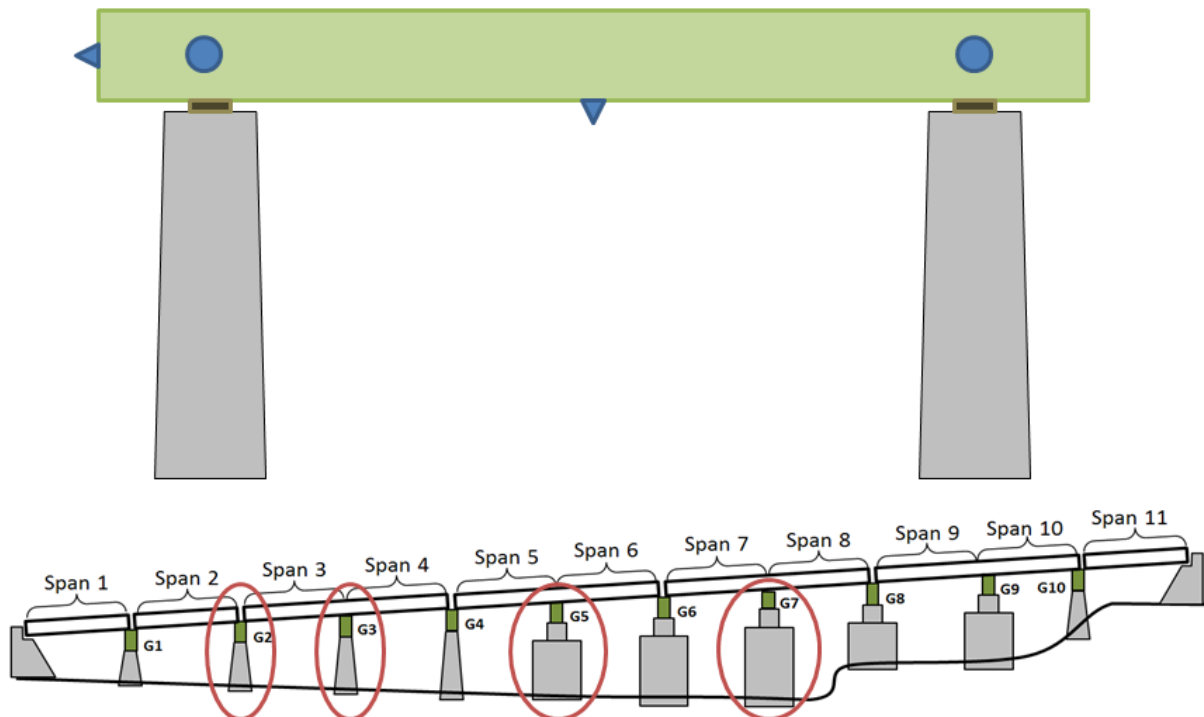 Span 1
Span 2
Span 3
Span 4
Span 5
Span 6
Span 7
Span 8
Span 9
Span 10
Span 11
G1
G2
G3
G4
G5
G6
G7
G8
G9
G10